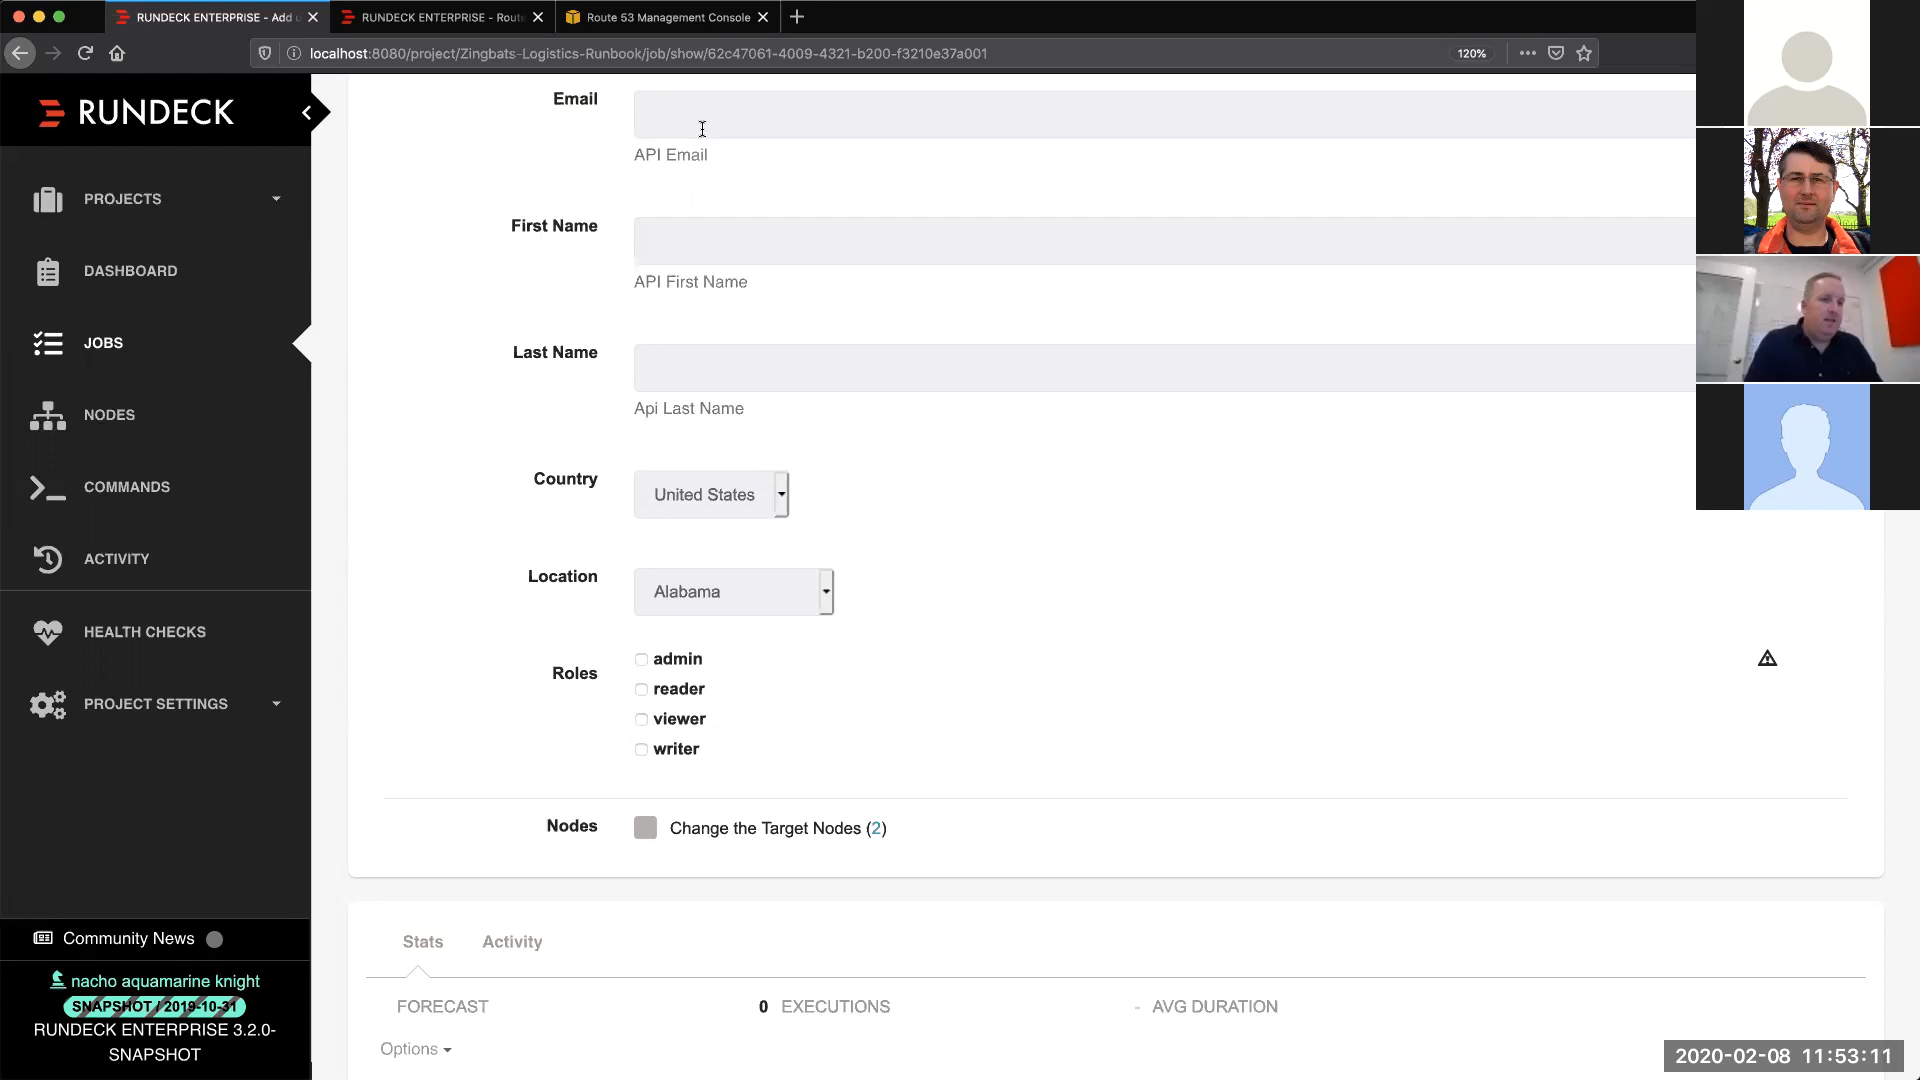 RUNDECK ENTERPRISE - Add u
RUNDECK ENTERPRISE - Route
Route 53 Management Console
localhost:8080/project/Zingbats-Logistics-Runbook/job/show/62c47061-4009-4321-b200-f3210e37a001
120%
RUNDECK
PROJECTS
DASHBOARD
JOBS
NODES
COMMANDS
ACTIVITY
HEALTH CHECKS
PROJECT SETTINGS
Community News
nacho aquamarine knight
SNAPSHOT / 2019-10-31
RUNDECK ENTERPRISE 3.2.0-
SNAPSHOT
Email
API Email
First Name
API First Name
Last Name
Api Last Name
Country
United States
Location
Alabama
Roles
admin
reader
viewer
writer
Nodes
Change the Target Nodes (2)
Stats
Activity
FORECAST
0 EXECUTIONS
- AVG DURATION
Options
2020-02-08 11:53:11